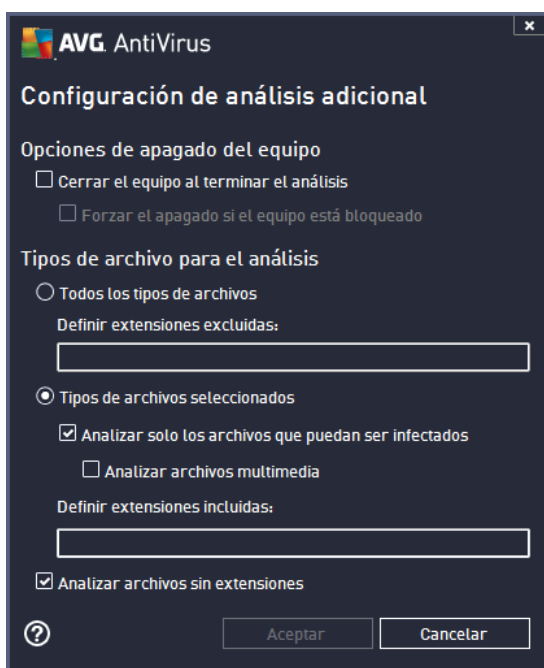 AVG. AntiVirus
Configuración de análisis adicional
Opciones de apagado del equipo
Cerrar el equipo al terminar el análisis
Forzar el apagado si el equipo está bloqueado
Tipos de archivo para el análisis
Todos los tipos de archivos
Definir extensiones excluidas:
Tipos de archivos seleccionados
Analizar solo los archivos que puedan ser infectados
Analizar archivos multimedia
Definir extensiones incluidas:
Analizar archivos sin extensiones
Aceptar Cancelar